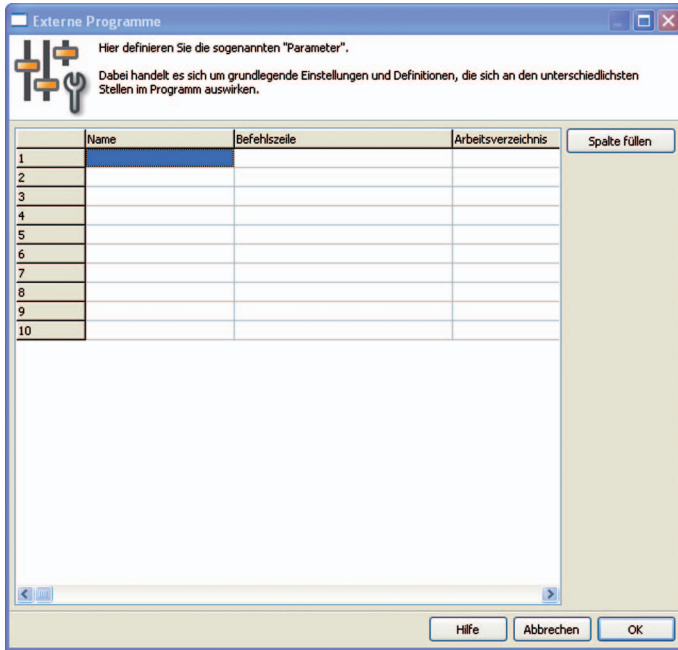 Externe Programme
Hier definieren Sie die sogenannten "Parameter".
Dabei handelt es sich um grundlegende Einstellungen und Definitionen, die sich an den unterschiedlichsten
Stellen im Programm auswirken.
Name Befehlszeile Arbeitsverzeichnis Spalte füllen
1
2
3
4
5
6
7
8
9
10
Hilfe Abbrechen OK